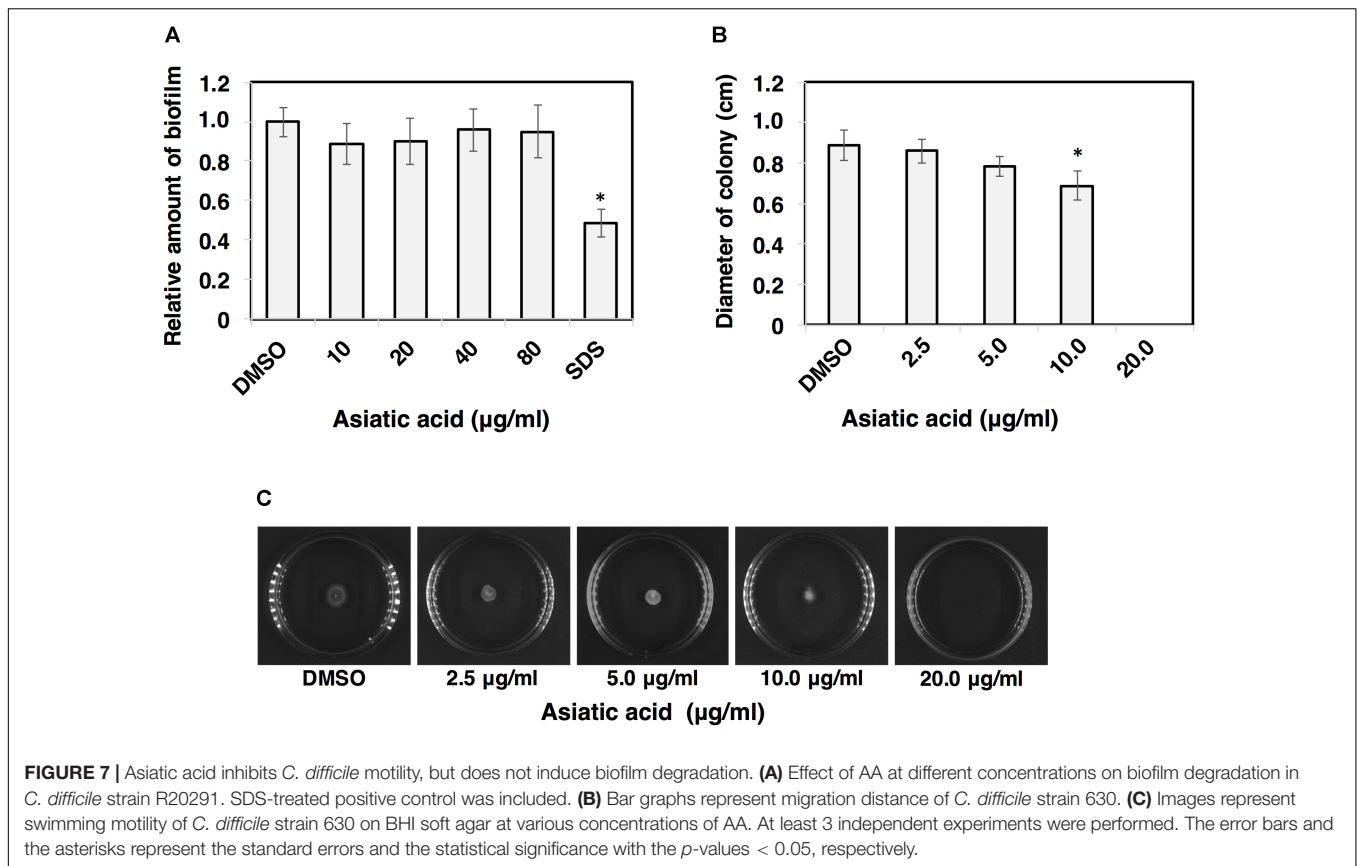 A
Relative amount of biofilm
1.2
1.0
0.8
0.6
0.4
0.2
0
*
DMSO
10
20
40
80
SDS
Asiatic acid (µg/ml)
B
Diameter of colony (cm)
1.2
1.0
0.8
0.6
0.4
0.2
0
*
DMSO
2.5
5.0
10.0
20.0
Asiatic acid (µg/ml)
C
DMSO
2.5 µg/ml
5.0 µg/ml
10.0 µg/ml
20.0 µg/ml
Asiatic acid (µg/ml)
FIGURE 7 | Asiatic acid inhibits C. difficile motility, but does not induce biofilm degradation. (A) Effect of AA at different concentrations on biofilm degradation in
C. difficile strain R20291. SDS-treated positive control was included. (B) Bar graphs represent migration distance of C. difficile strain 630. (C) Images represent
swimming motility of C. difficile strain 630 on BHI soft agar at various concentrations of AA. At least 3 independent experiments were performed. The error bars and
the asterisks represent the standard errors and the statistical significance with the p-values < 0.05, respectively.